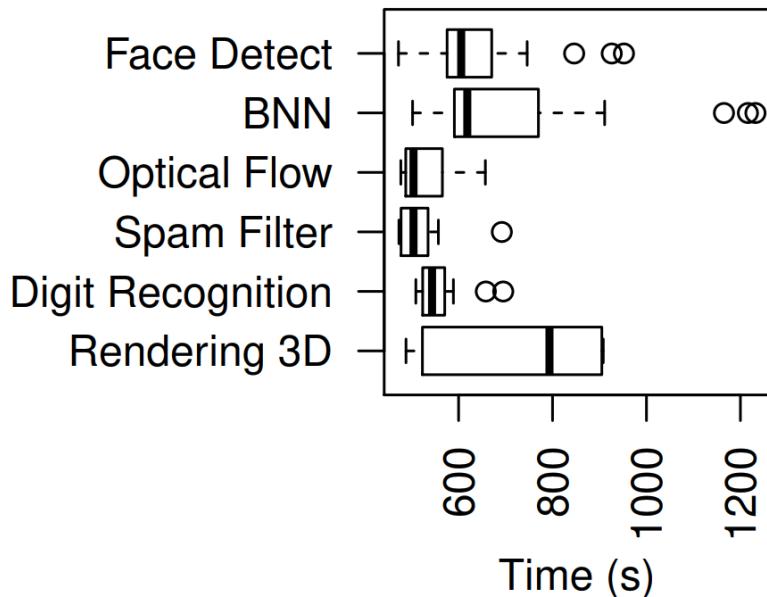 Face Detect
BNN
Optical Flow
Spam Filter
Digit Recognition
Rendering 3D
600
800
1000
1200
Time (s)